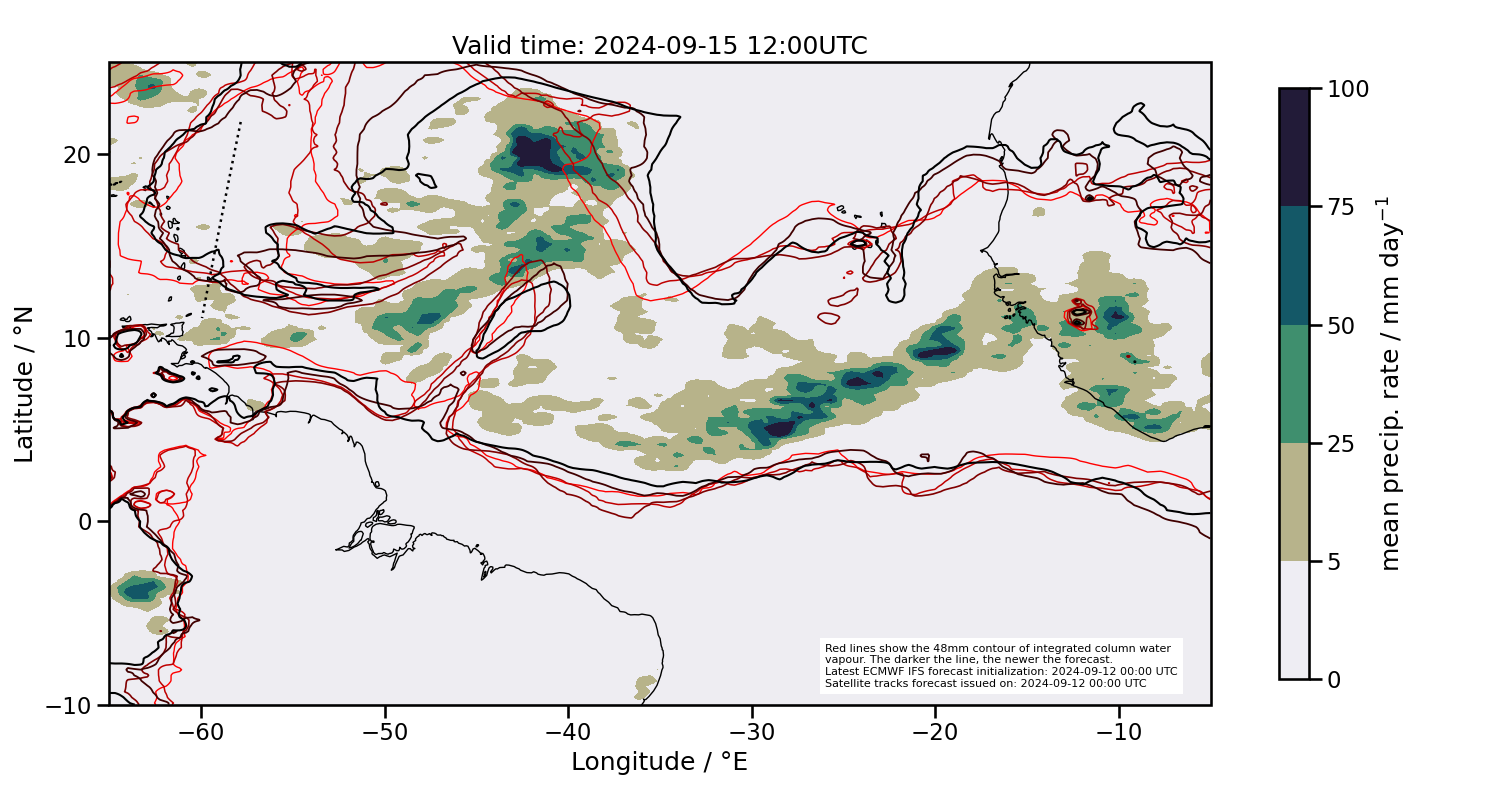 Valid time: 2024-09-15 12:00UTC
20
10
0
−10
Latitude / °N
−60
−50
−40
−30
−20
−10
Longitude / °E
100
75
50
25
5
0
mean precip. rate / mm day⁻¹
Red lines show the 48mm contour of integrated column water
vapour. The darker the line, the newer the forecast.
Latest ECMWF IFS forecast initialization: 2024-09-12 00:00 UTC
Satellite tracks forecast issued on: 2024-09-12 00:00 UTC